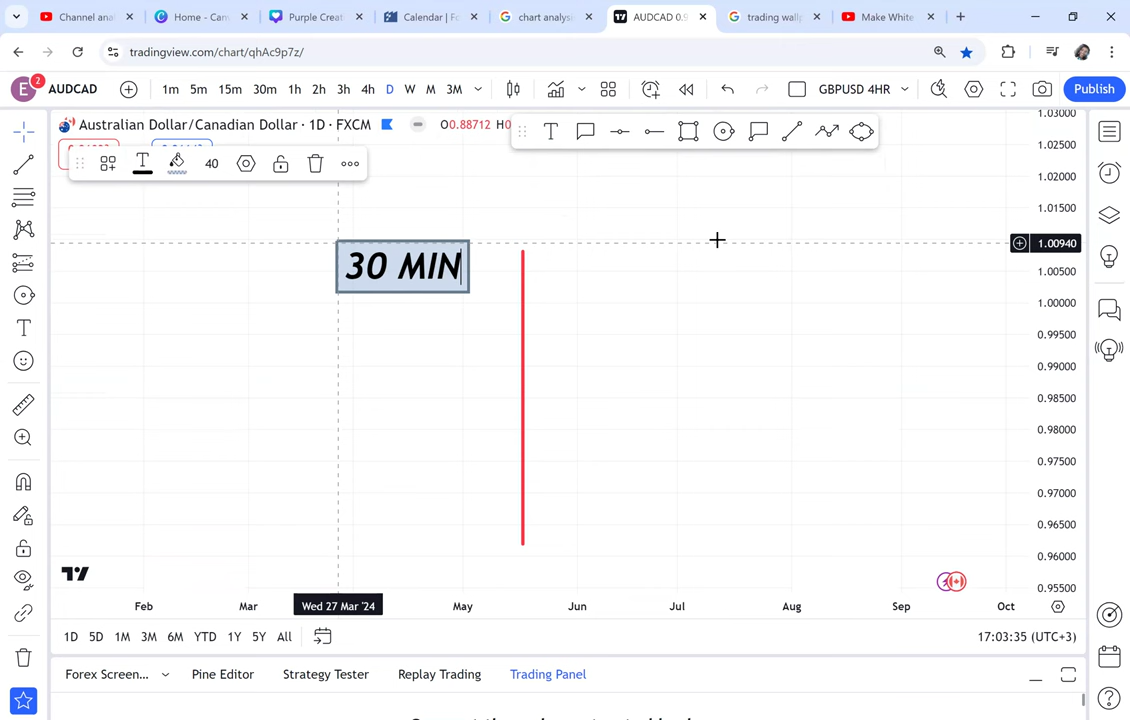 Channel ana
Home - Can
Purple Creat
Calendar | Fo
chart analysi
AUDCAD 0.9
trading wallp
Make White
tradingview.com/chart/qhAc9p7z/
E
2
AUDCAD
1m 5m 15m 30m 1h 2h 3h 4h D W M 3M
GBPUSD 4HR
Publish
Australian Dollar/Canadian Dollar · 1D · FXCM
O0.88712 H0
T
T
40
30 MIN
1.03000
1.02500
1.02000
1.01500
1.00940
1.00500
1.00000
0.99500
0.99000
0.98500
0.98000
0.97500
0.97000
0.96500
0.96000
0.95500
Feb Mar Wed 27 Mar '24 May Jun Jul Aug Sep Oct
1D 5D 1M 3M 6M YTD 1Y 5Y All
17:03:35 (UTC+3)
Forex Screen... Pine Editor Strategy Tester Replay Trading Trading Panel